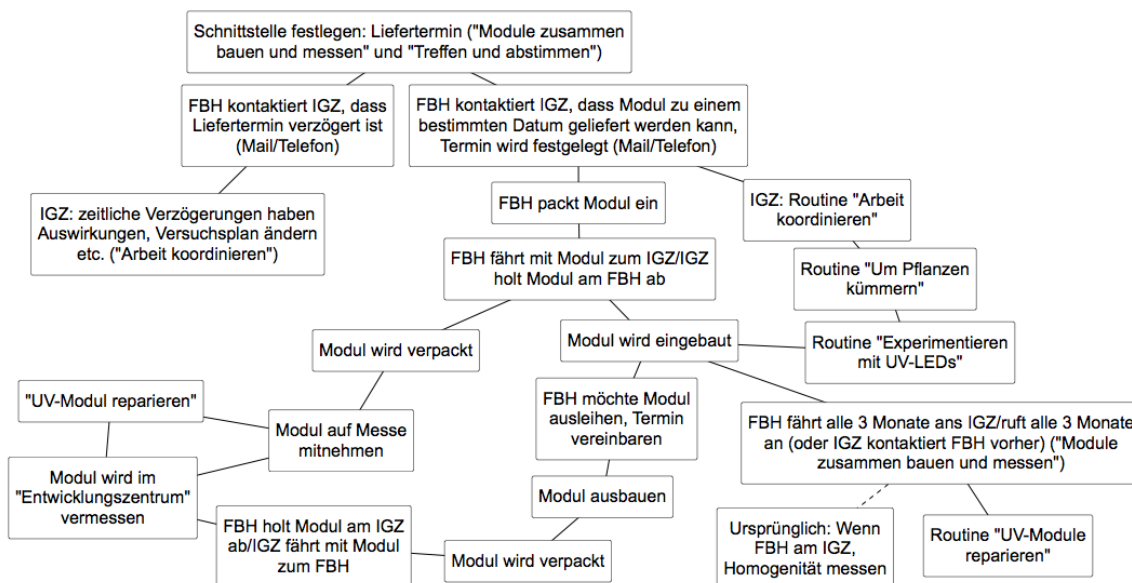 Schnittstelle festlegen: Liefertermin ("Module zusammen
bauen und messen" und "Treffen und abstimmen")
FBH kontaktiert IGZ, dass
Liefertermin verzögert ist
(Mail/Telefon)
FBH kontaktiert IGZ, dass Modul zu einem
bestimmten Datum geliefert werden kann,
Termin wird festgelegt (Mail/Telefon)
IGZ: zeitliche Verzögerungen haben
Auswirkungen, Versuchsplan ändern
etc. ("Arbeit koordinieren")
FBH packt Modul ein
IGZ: Routine "Arbeit
koordinieren"
FBH fährt mit Modul zum IGZ/IGZ
holt Modul am FBH ab
Routine "Um Pflanzen
kümmern"
Modul wird verpackt
Modul wird eingebaut
Routine "Experimentieren
mit UV-LEDs"
"UV-Modul reparieren"
Modul auf Messe
mitnehmen
FBH möchte Modul
ausleihen, Termin
vereinbaren
FBH fährt alle 3 Monate ans IGZ/ruft alle 3 Monate
an (oder IGZ kontaktiert FBH vorher) ("Module
zusammen bauen und messen")
Modul wird im
"Entwicklungszentrum"
vermessen
Modul ausbauen
FBH holt Modul am IGZ
ab/IGZ fährt mit Modul
zum FBH
Modul wird verpackt
Ursprünglich: Wenn
FBH am IGZ,
Homogenität messen
Routine "UV-Module
reparieren"